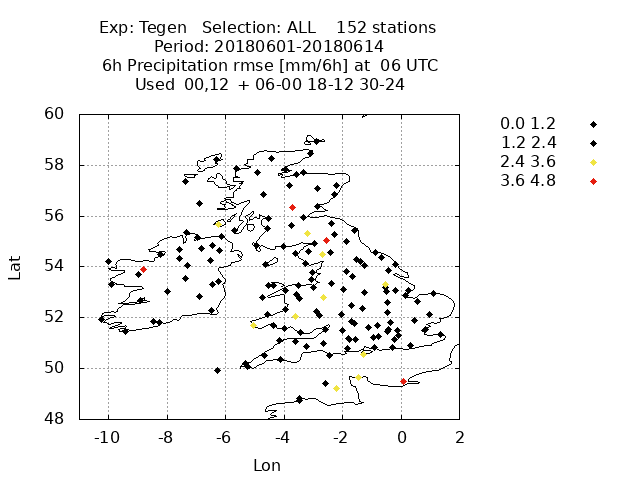 Exp: Tegen   Selection: ALL    152 stations
Period: 20180601-20180614
6h Precipitation rmse [mm/6h] at  06 UTC
Used  00,12  + 06-00 18-12 30-24
0.0 1.2
1.2 2.4
2.4 3.6
3.6 4.8
60
58
56
54
52
50
48
Lat
-10 -8 -6 -4 -2 0 2
Lon